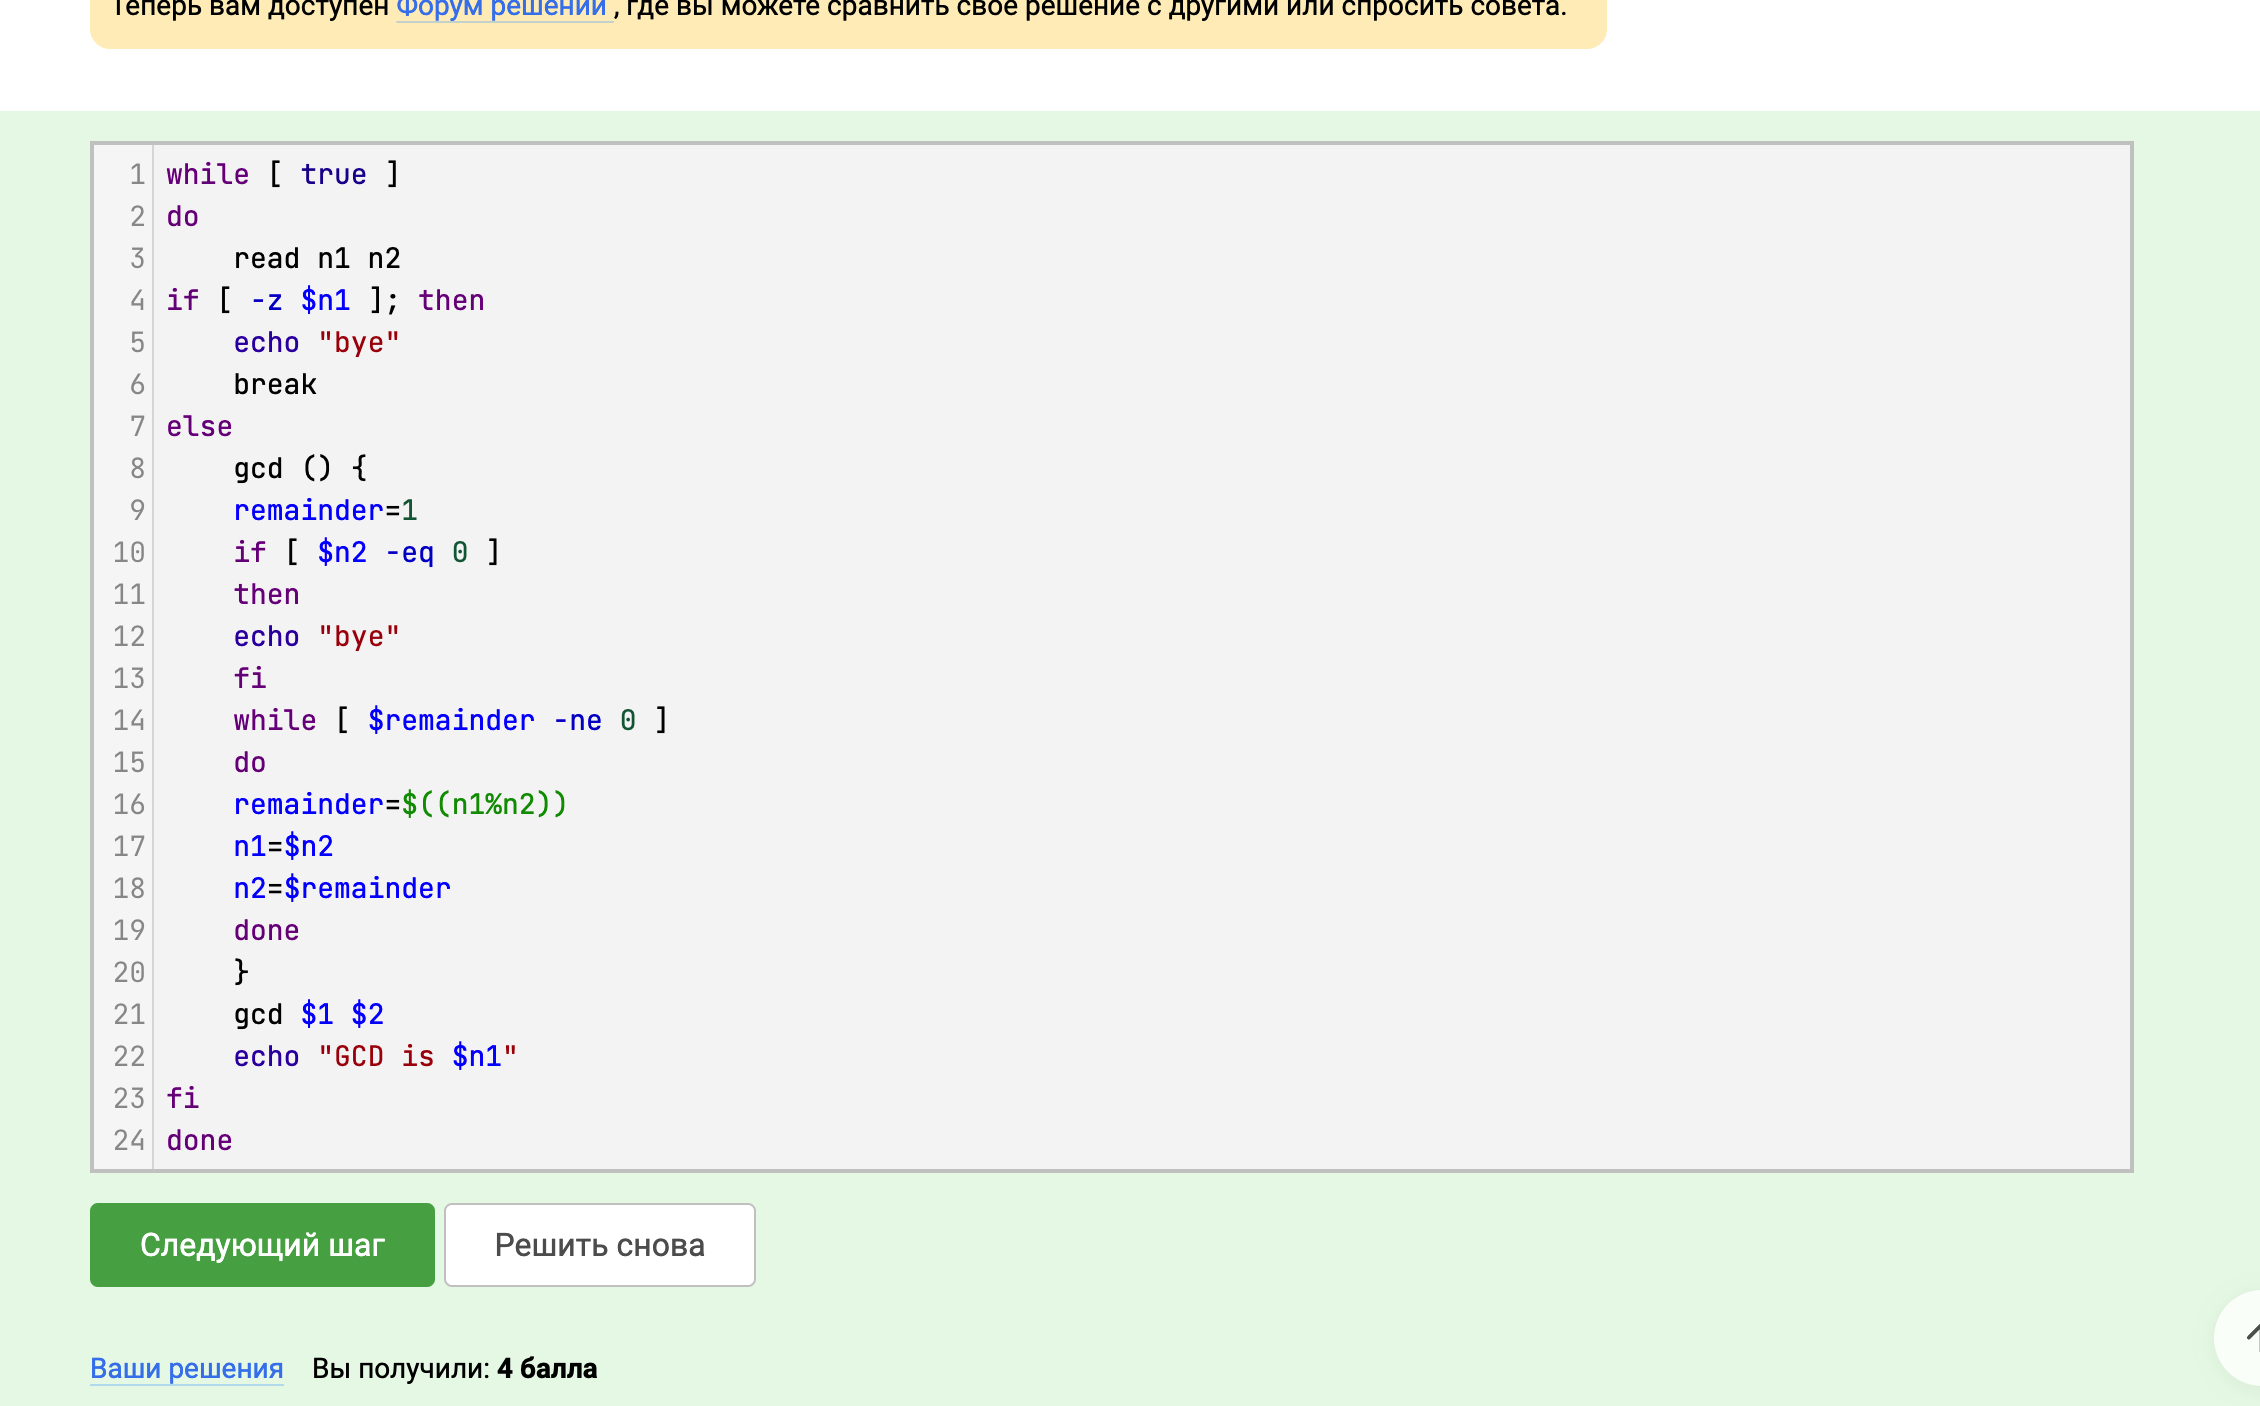 Теперь вам доступен Форум решений, где вы можете сравнить свое решение с другими или спросить совета.
1 while [ true ]
2 do
3     read n1 n2
4 if [ -z $n1 ]; then
5     echo "bye"
6     break
7 else
8     gcd () {
9     remainder=1
10     if [ $n2 -eq 0 ]
11     then
12     echo "bye"
13     fi
14     while [ $remainder -ne 0 ]
15     do
16     remainder=$((n1%n2))
17     n1=$n2
18     n2=$remainder
19     done
20     }
21     gcd $1 $2
22     echo "GCD is $n1"
23 fi
24 done
Следующий шаг Решить снова
Ваши решения Вы получили: 4 балла